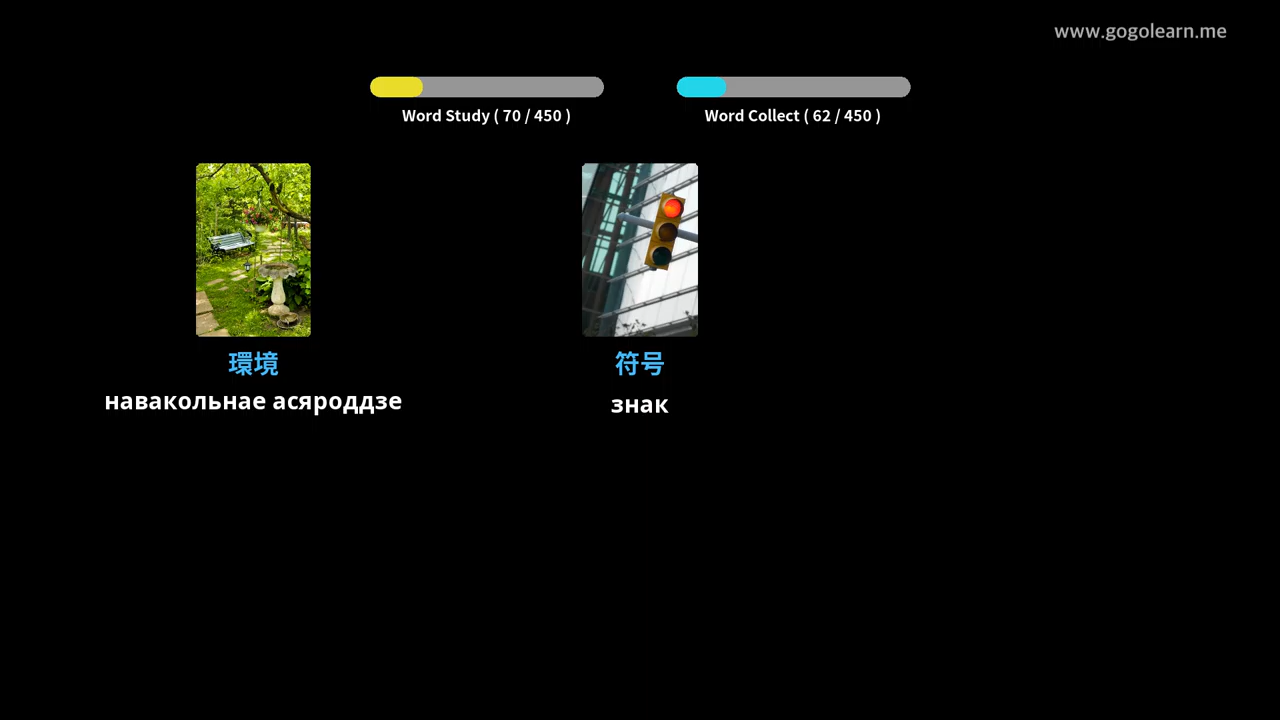 www.gogolearn.me
Word Study ( 70 / 450 )
Word Collect ( 62 / 450 )
環境
符号
навакольнае асяроддзе
знак